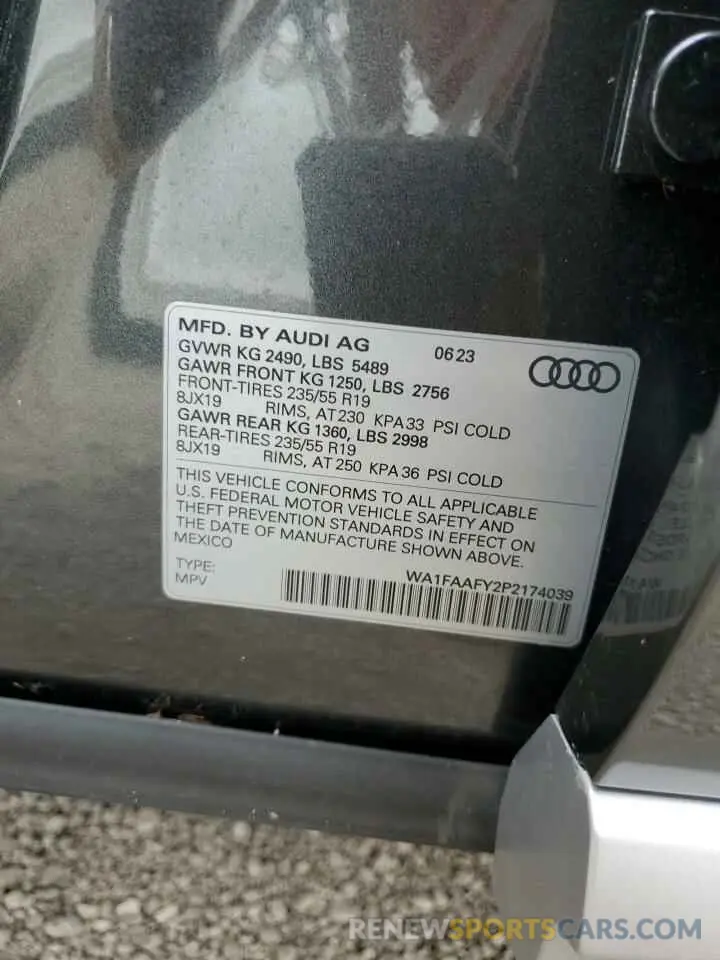 MFD. BY AUDI AG 06 23
GVWR KG 2490, LBS 5489
GAWR FRONT KG 1250, LBS 2756
FRONT-TIRES 235/55 R19
8JX19 RIMS, AT 230 KPA 33 PSI COLD
GAWR REAR KG 1360, LBS 2998
REAR-TIRES 235/55 R19
8JX19 RIMS, AT 250 KPA 36 PSI COLD
THIS VEHICLE CONFORMS TO ALL APPLICABLE
U.S. FEDERAL MOTOR VEHICLE SAFETY AND
THEFT PREVENTION STANDARDS IN EFFECT ON
THE DATE OF MANUFACTURE SHOWN ABOVE.
MEXICO
TYPE: WA1FAAFY2P2174039
MPV
RENEWSPORTSCARS.COM